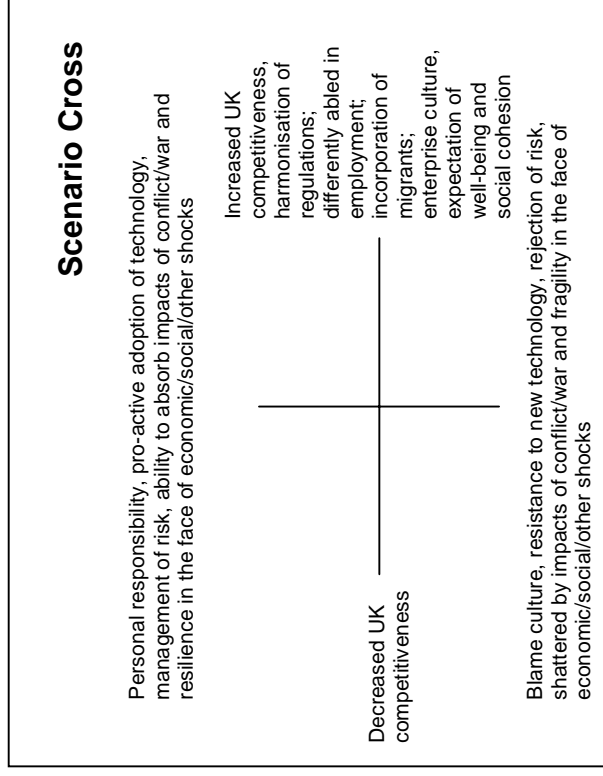 Scenario Cross
Personal responsibility, pro-active adoption of technology,
management of risk, ability to absorb impacts of conflict/war and
resilience in the face of economic/social/other shocks
Increased UK
competitiveness,
harmonisation of
regulations;
differently abled in
employment;
incorporation of
migrants;
enterprise culture,
expectation of
well-being and
social cohesion
Decreased UK
competitiveness
Blame culture, resistance to new technology, rejection of risk,
shattered by impacts of conflict/war and fragility in the face of
economic/social/other shocks